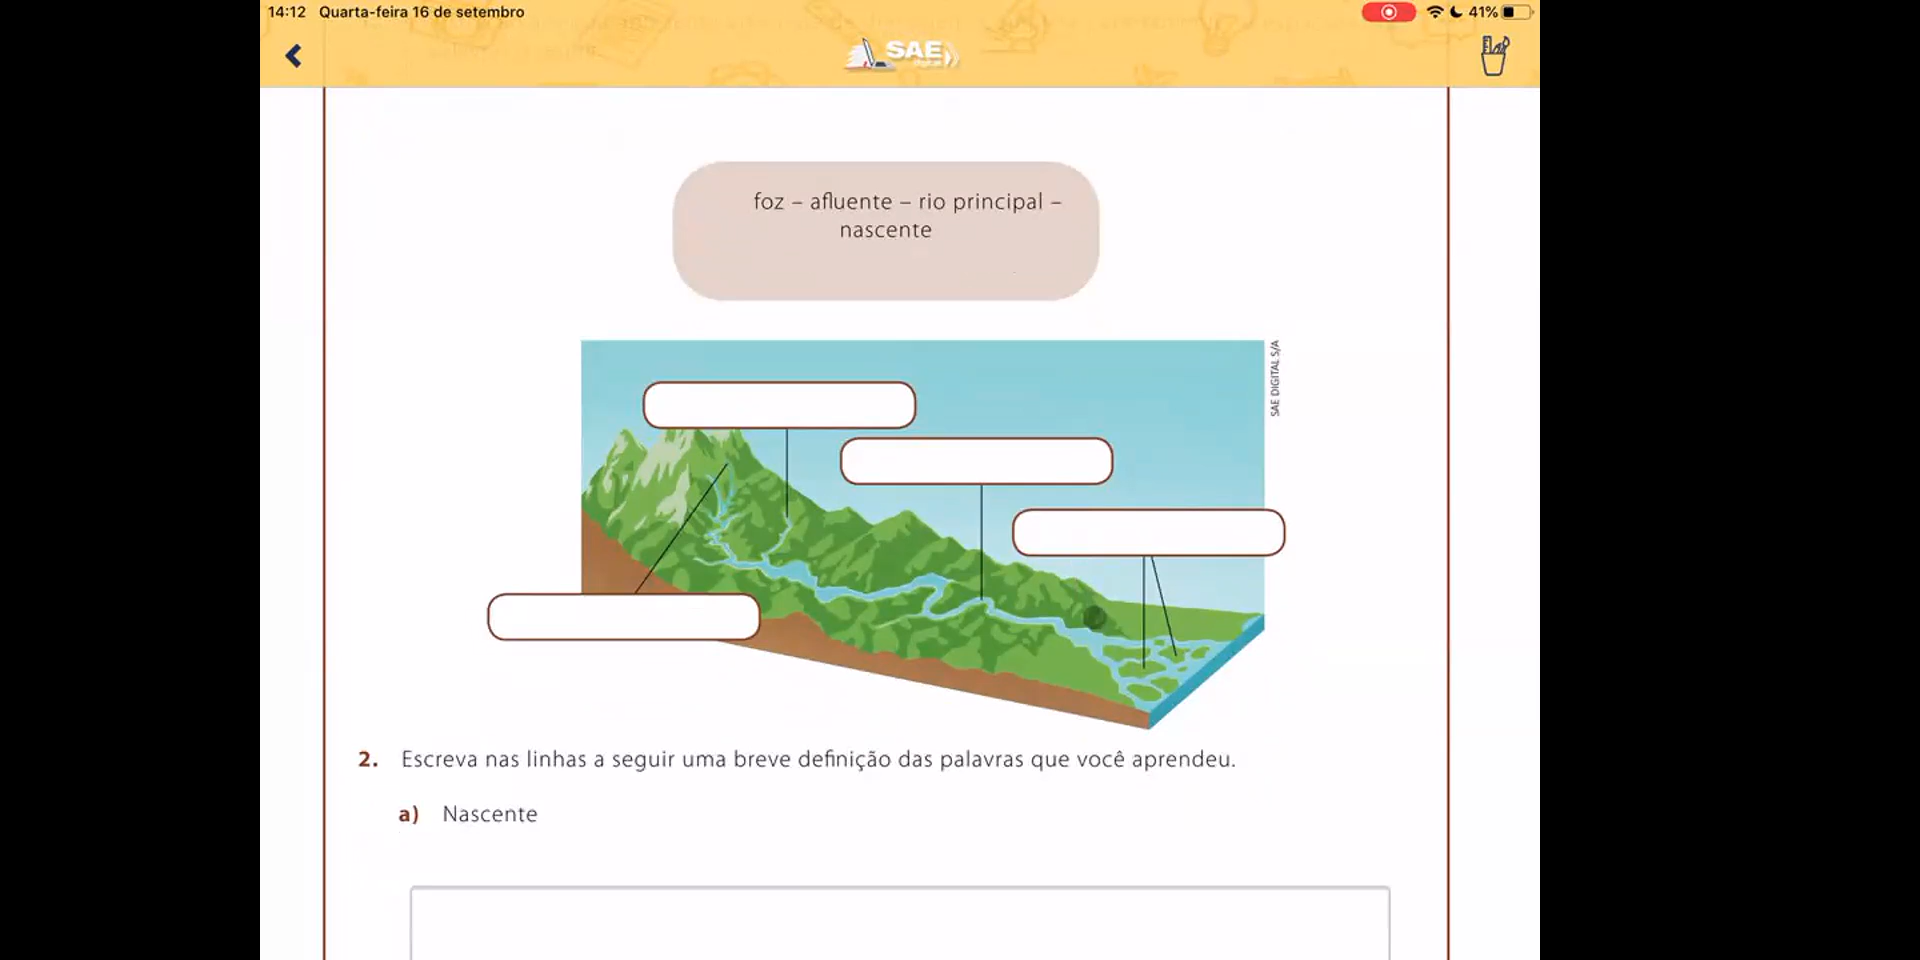 14:12 Quarta-feira 16 de setembro
41%
SAE
digital
foz – afluente – rio principal –
nascente
SAE DIGITAL S/A
2. Escreva nas linhas a seguir uma breve definição das palavras que você aprendeu.
a) Nascente